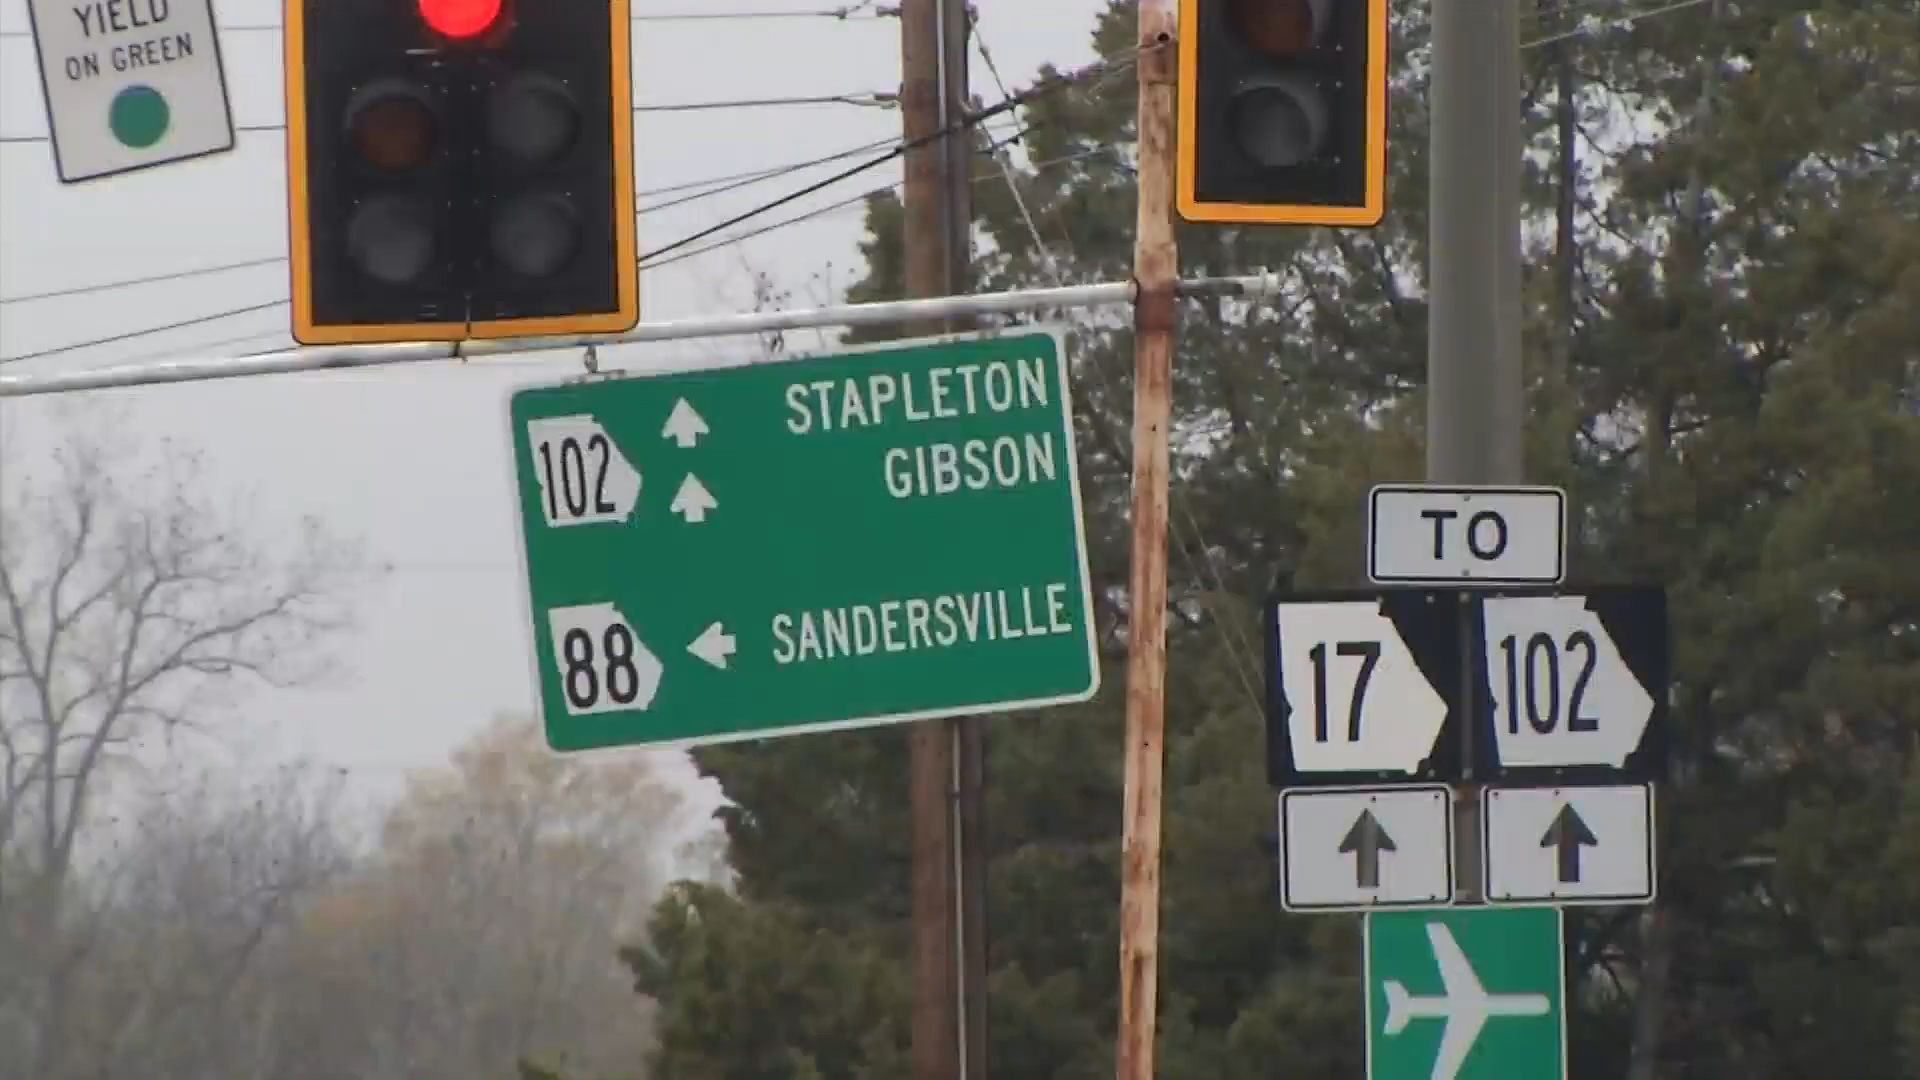 YIELD
ON GREEN
102 STAPLETON
GIBSON
88 SANDERSVILLE
TO
17 102